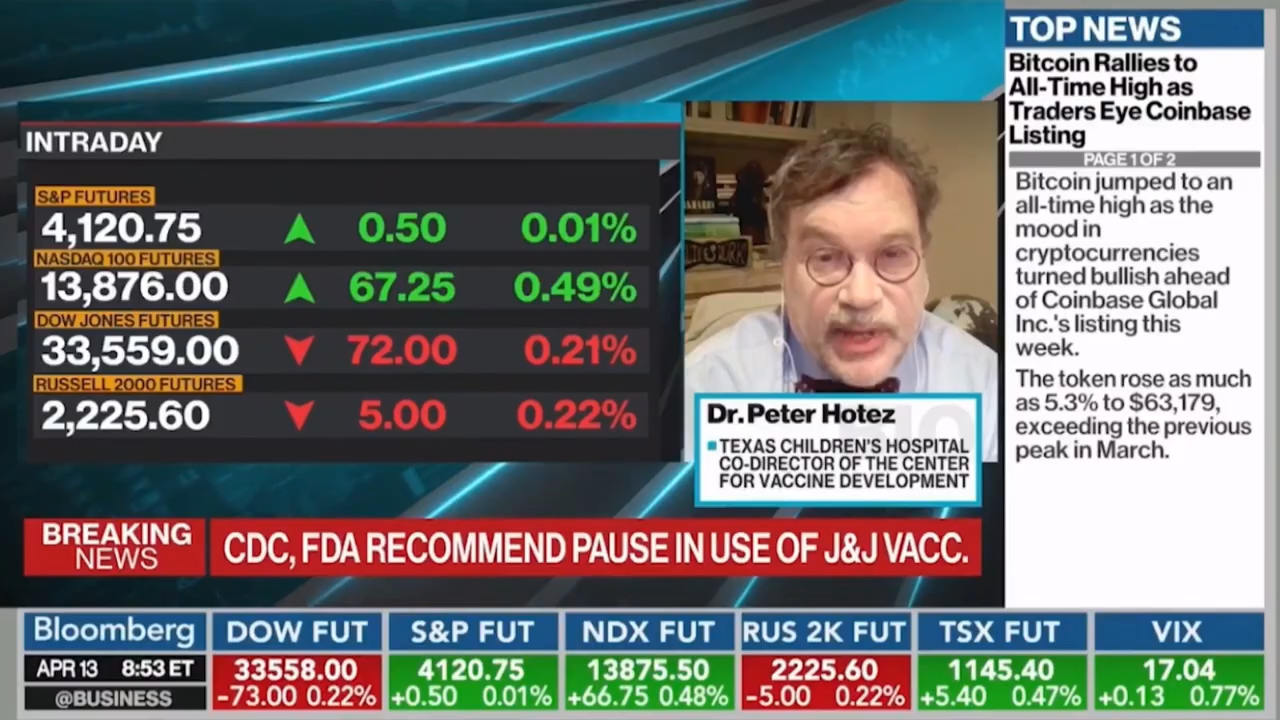 INTRADAY
S&P FUTURES
4,120.75 ▲ 0.50 0.01%
NASDAQ 100 FUTURES
13,876.00 ▲ 67.25 0.49%
DOW JONES FUTURES
33,559.00 ▼ 72.00 0.21%
RUSSELL 2000 FUTURES
2,225.60 ▼ 5.00 0.22%
Dr. Peter Hotez
TEXAS CHILDREN'S HOSPITAL
CO-DIRECTOR OF THE CENTER
FOR VACCINE DEVELOPMENT
BREAKING
NEWS
CDC, FDA RECOMMEND PAUSE IN USE OF J&J VACC.
TOP NEWS
Bitcoin Rallies to
All-Time High as
Traders Eye Coinbase
Listing
PAGE 1 OF 2
Bitcoin jumped to an
all-time high as the
mood in
cryptocurrencies
turned bullish ahead
of Coinbase Global
Inc.'s listing this
week.
The token rose as much
as 5.3% to $63,179,
exceeding the previous
peak in March.
Bloomberg
APR 13 8:53 ET
@BUSINESS
DOW FUT
33558.00
-73.00 0.22%
S&P FUT
4120.75
+0.50 0.01%
NDX FUT
13875.50
+66.75 0.48%
RUS 2K FUT
2225.60
-5.00 0.22%
TSX FUT
1145.40
+5.40 0.47%
VIX
17.04
+0.13 0.77%